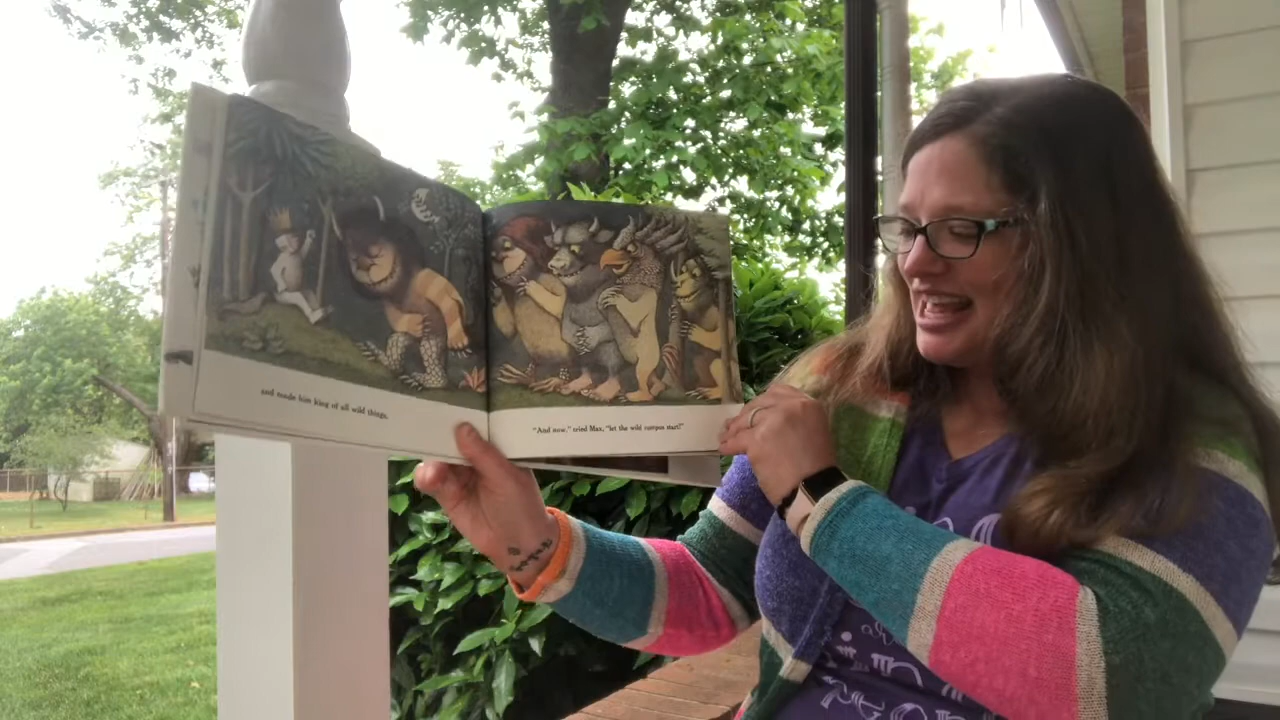 and made him king of all wild things.
"And now," cried Max, "let the wild rumpus start!"